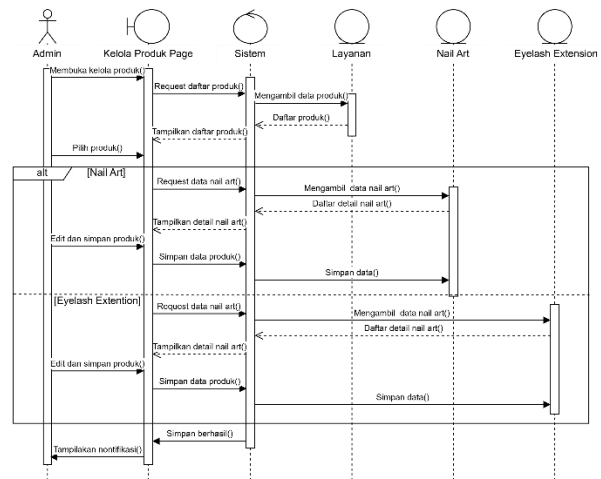 Admin
Kelola Produk Page
Sistem
Layanan
Nail Art
Eyelash Extension
Membuka kelola produk()
Request daftar produk()
Mengambil data produk()
Daftar produk()
Tampilkan daftar produk()
Pilih produk()
alt
[Nail Art]
Request data nail art()
Mengambil data nail art()
Daftar detail nail art()
Tampilkan detail nail art()
Edit dan simpan produk()
Simpan data produk()
Simpan data()
[Eyelash Extention]
Request data nail art()
Mengambil data nail art()
Daftar detail nail art()
Tampilkan detail nail art()
Edit dan simpan produk()
Simpan data produk()
Simpan data()
Simpan berhasil()
Tampilakan nontifikasi()